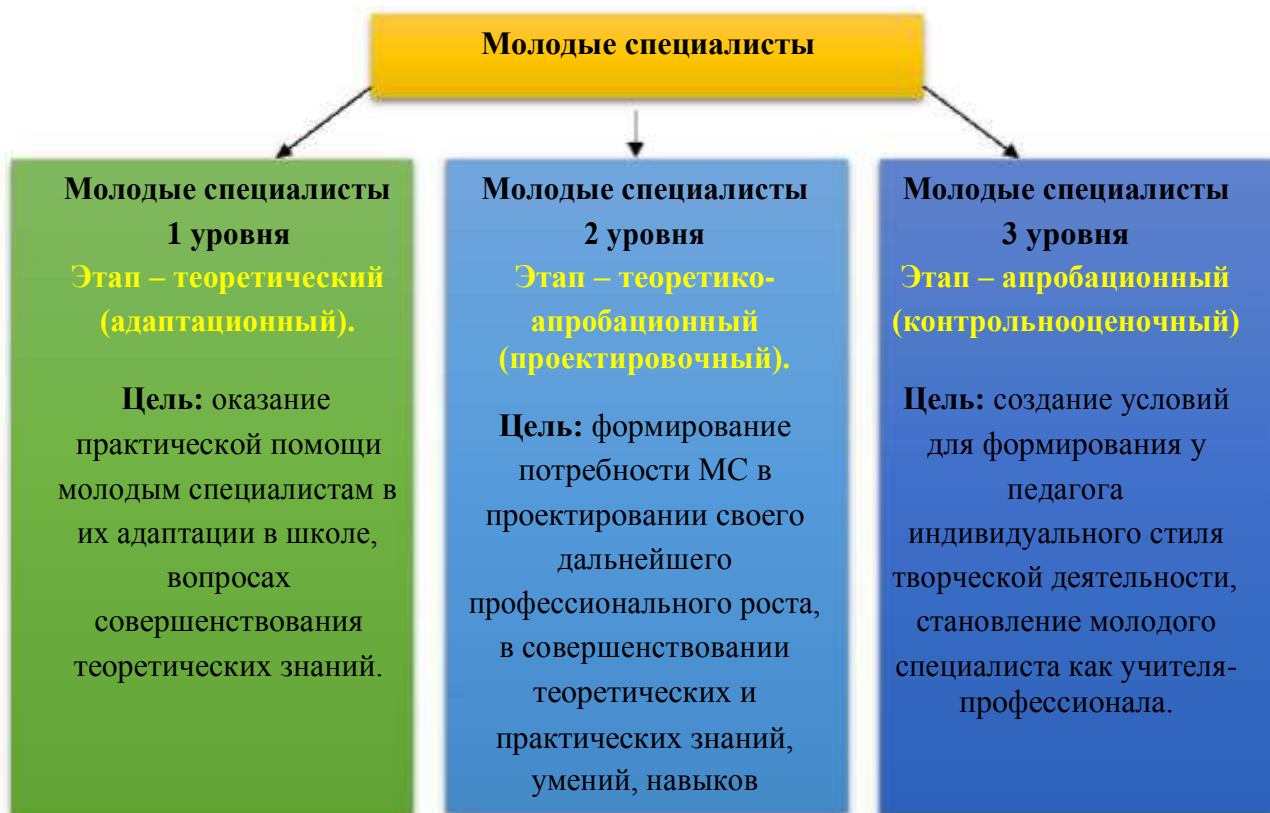 Молодые специалисты
Молодые специалисты
1 уровня
Этап – теоретический
(адаптационный).
Цель: оказание
практической помощи
молодым специалистам в
их адаптации в школе,
вопросах
совершенствования
теоретических знаний.
Молодые специалисты
2 уровня
Этап – теоретико-
апробационный
(проектировочный).
Цель: формирование
потребности МС в
проектировании своего
дальнейшего
профессионального роста,
в совершенствовании
теоретических и
практических знаний,
умений, навыков
Молодые специалисты
3 уровня
Этап – апробационный
(контрольнооценочный)
Цель: создание условий
для формирования у
педагога
индивидуального стиля
творческой деятельности,
становление молодого
специалиста как учителя-
профессионала.